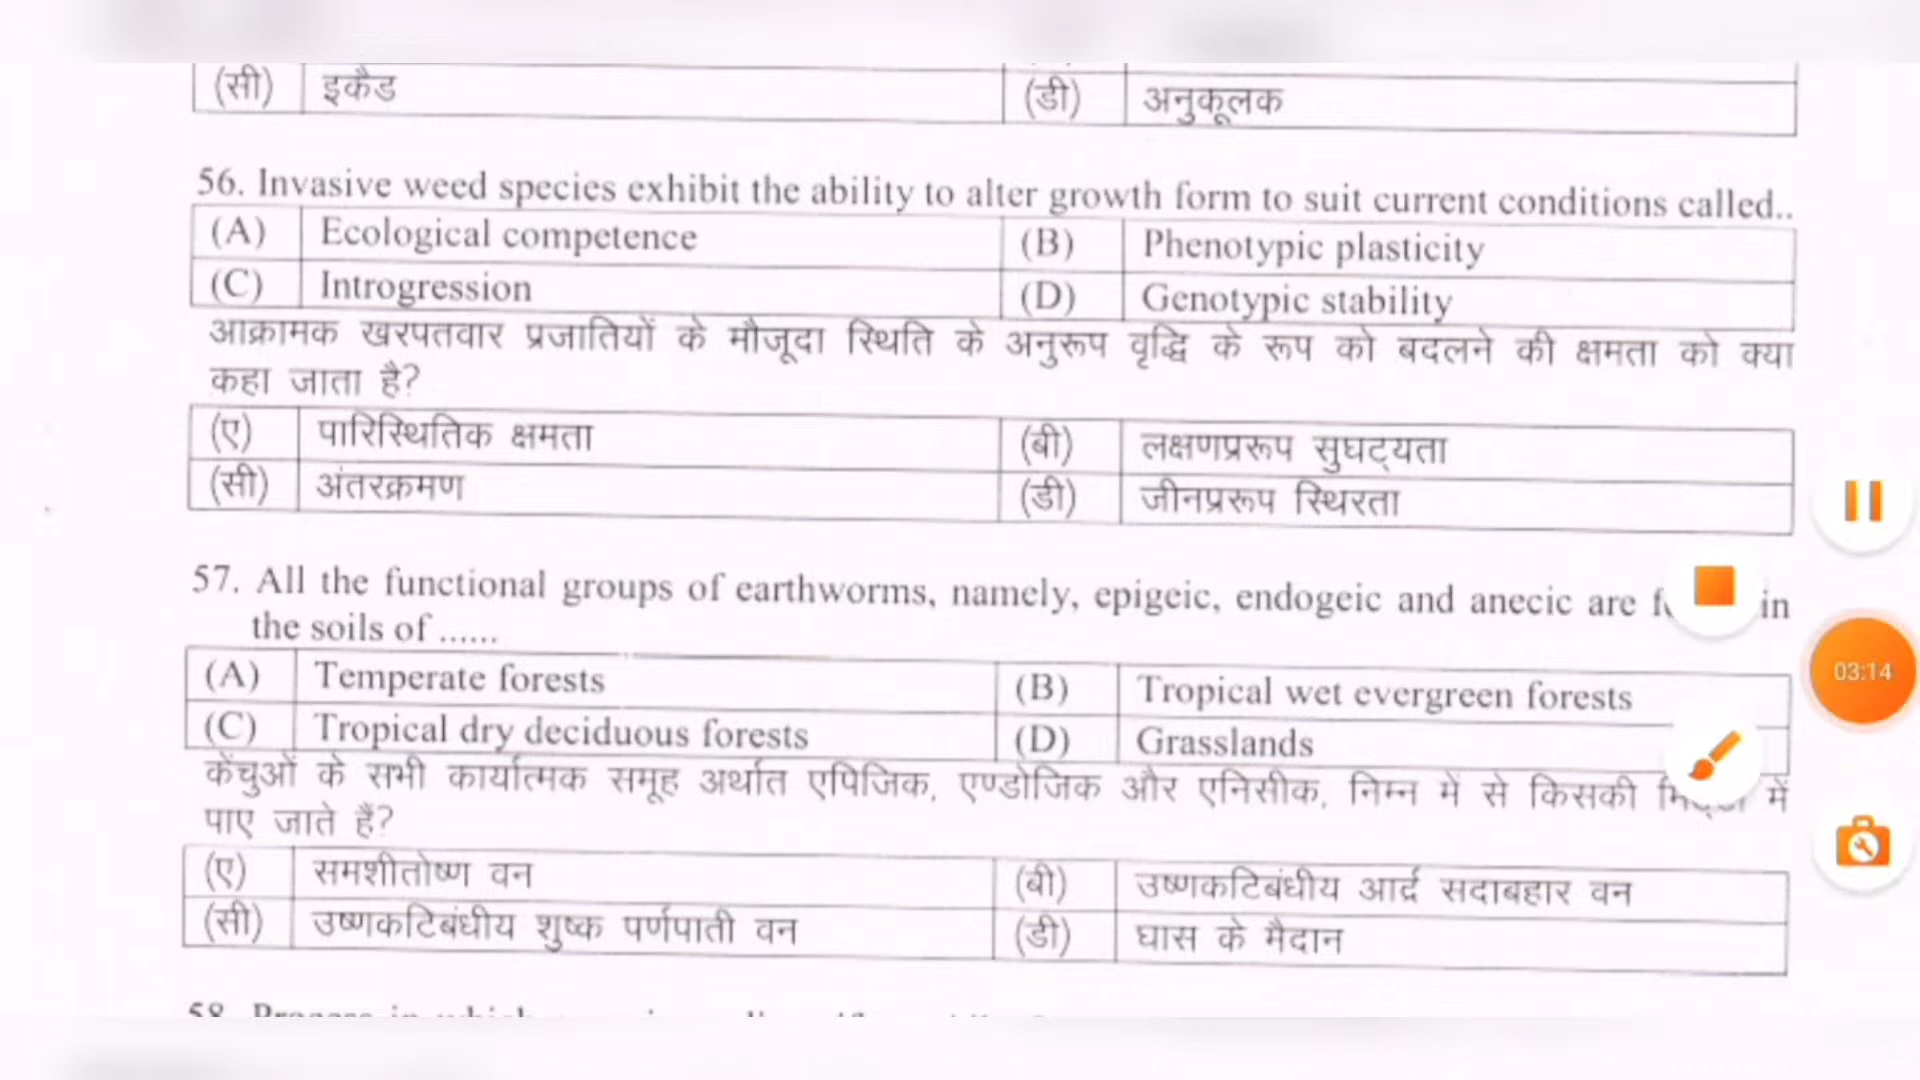 (सी) इकैड (डी) अनुकूलक
56. Invasive weed species exhibit the ability to alter growth form to suit current conditions called..
(A) Ecological competence (B) Phenotypic plasticity
(C) Introgression (D) Genotypic stability
आक्रामक खरपतवार प्रजातियों के मौजूदा स्थिति के अनुरूप वृद्धि के रूप को बदलने की क्षमता को क्या
कहा जाता है?
(ए) पारिस्थितिक क्षमता (बी) लक्षणप्ररूप सुघट्यता
(सी) अंतरक्रमण (डी) जीनप्ररूप स्थिरता
57. All the functional groups of earthworms, namely, epigeic, endogeic and anecic are in
the soils of ......
(A) Temperate forests (B) Tropical wet evergreen forests
(C) Tropical dry deciduous forests (D) Grasslands
केंचुओं के सभी कार्यात्मक समूह अर्थात एपिजिक, एण्डोजिक और एनिसीक, निम्न में से किसकी में
पाए जाते हैं?
(ए) समशीतोष्ण वन (बी) उष्णकटिबंधीय आर्द्र सदाबहार वन
(सी) उष्णकटिबंधीय शुष्क पर्णपाती वन (डी) घास के मैदान
03:14